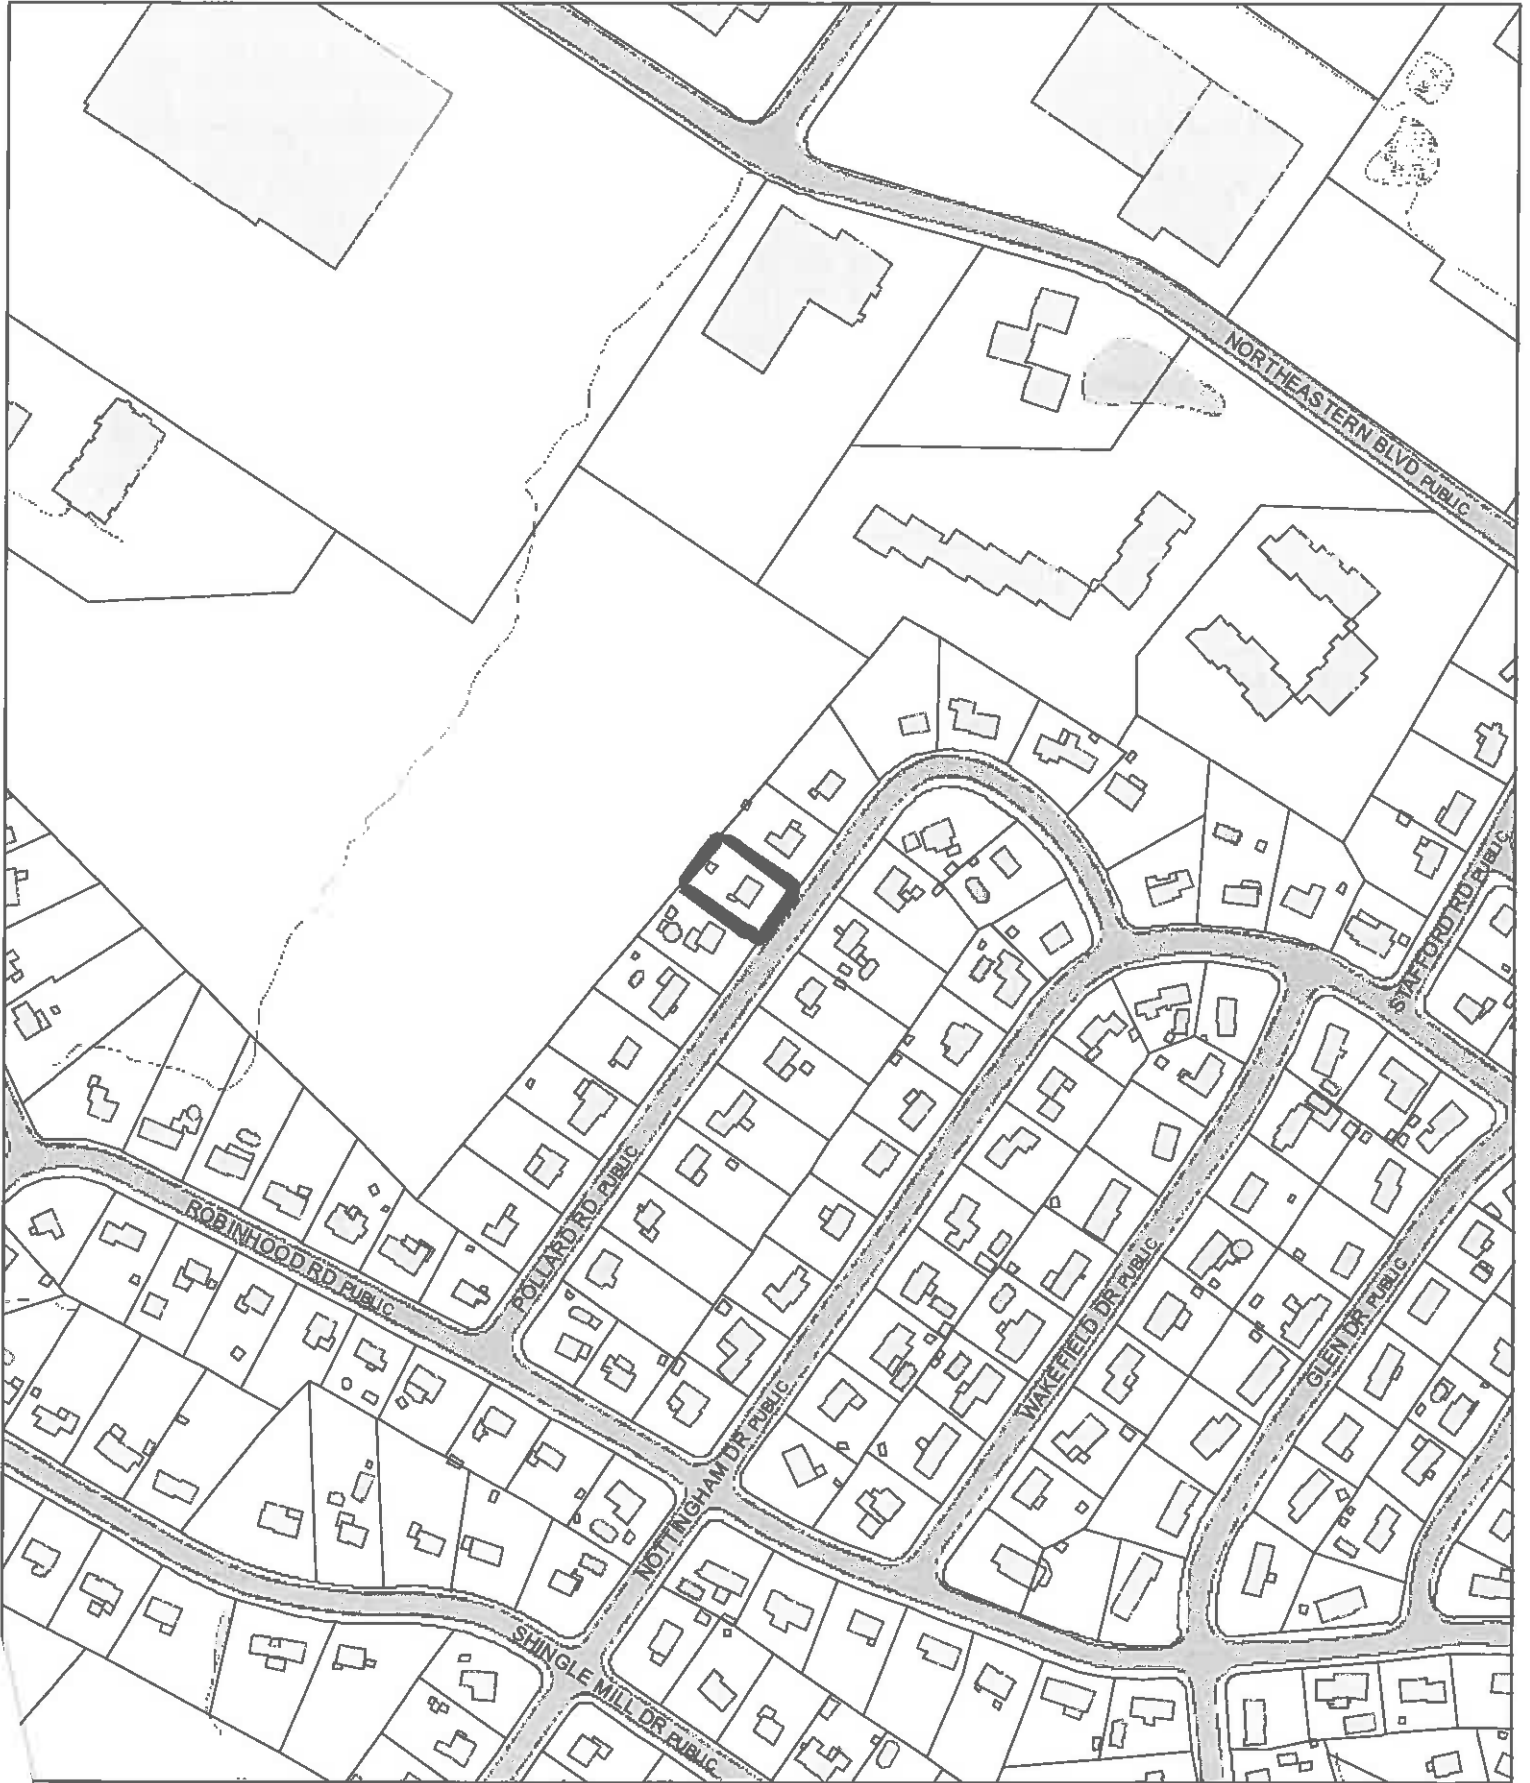 NORTHEASTERN BLVD PUBLIC
STAFFORD RD PUBLIC
ROBINHOOD RD PUBLIC
POLLARD RD PUBLIC
WAKEFIELD DR PUBLIC
GLEN DR PUBLIC
NOTTINGHAM DR PUBLIC
SHINGLE MILL DR PUBLIC